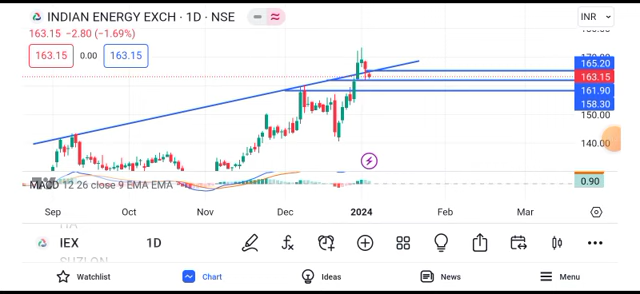 INDIAN ENERGY EXCH · 1D · NSE
INR
163.15 −2.80 (−1.69%)
163.15 0.00 163.15
165.20
163.15
161.90
158.30
150.00
140.00
MACD 12 26 close 9 EMA EMA
0.90
Sep Oct Nov Dec 2024 Feb Mar
IEX 1D
SUZLON
Watchlist Chart Ideas News Menu